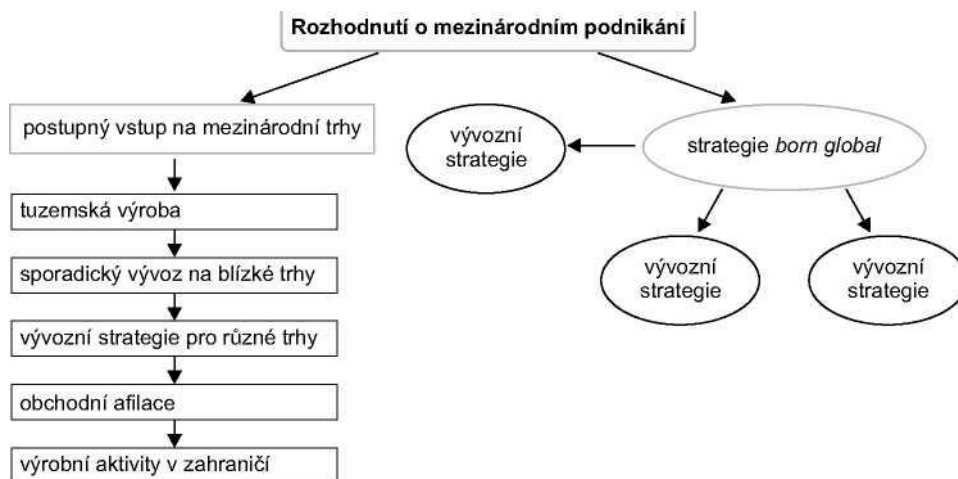 Rozhodnutí o mezinárodním podnikání
postupný vstup na mezinárodní trhy
tuzemská výroba
sporadický vývoz na blízké trhy
vývozní strategie pro různé trhy
obchodní afilace
výrobní aktivity v zahraničí
strategie born global
vývozní
strategie
vývozní
strategie
vývozní
strategie